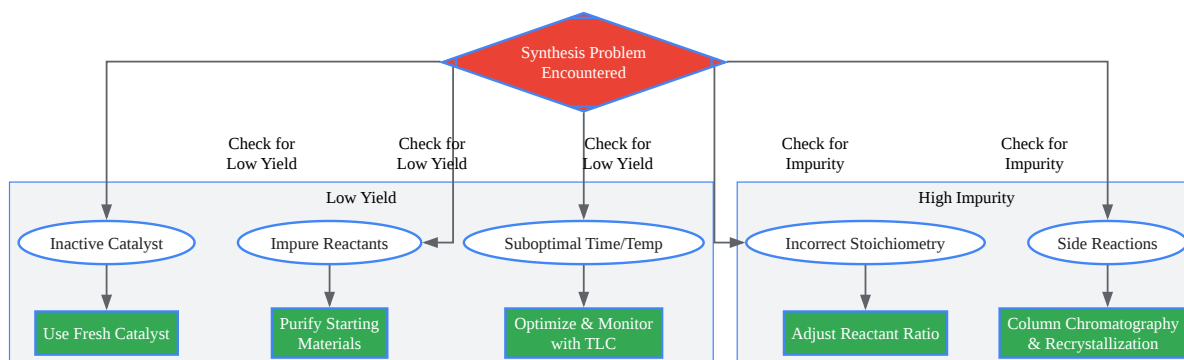 Synthesis Problem
Encountered
Check for
Low Yield
Check for
Low Yield
Check for
Low Yield
Check for
Impurity
Check for
Impurity
Low Yield
High Impurity
Inactive Catalyst
Impure Reactants
Suboptimal Time/Temp
Incorrect Stoichiometry
Side Reactions
Use Fresh Catalyst
Purify Starting
Materials
Optimize & Monitor
with TLC
Adjust Reactant Ratio
Column Chromatography
& Recrystallization